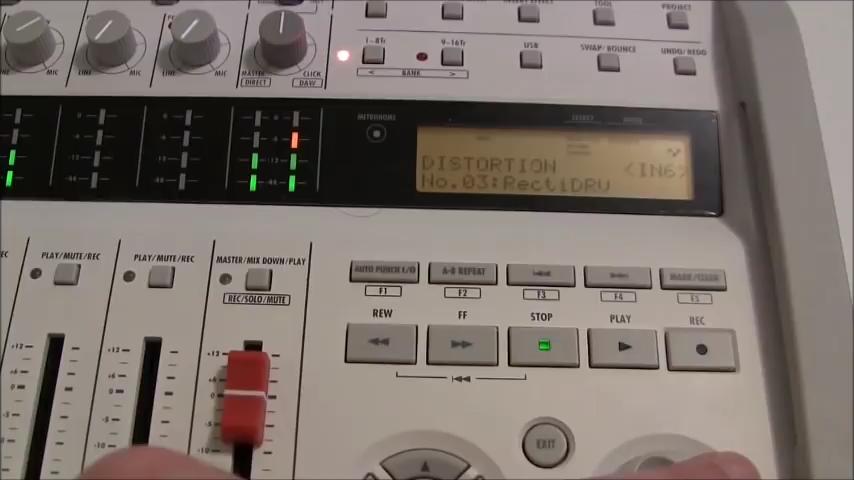 TOOL
PROJECT
INSERT EFFECT
1-8Tr
9-16Tr
USB
SWAP/BOUNCE
UNDO/REDO
< BANK >
MIC
LINE
MIC
LINE
MIC
MASTER
CLICK
DIRECT
DAW
METRONOME
DISTORTION <IN6>
No.03:RectiDRV
PLAY/MUTE/REC
PLAY/MUTE/REC
MASTER/MIX DOWN/PLAY
REC/SOLO/MUTE
AUTO PUNCH I/O
A-B REPEAT
MARK/CLEAR
F1
F2
F3
F4
F5
REW
FF
STOP
PLAY
REC
EXIT